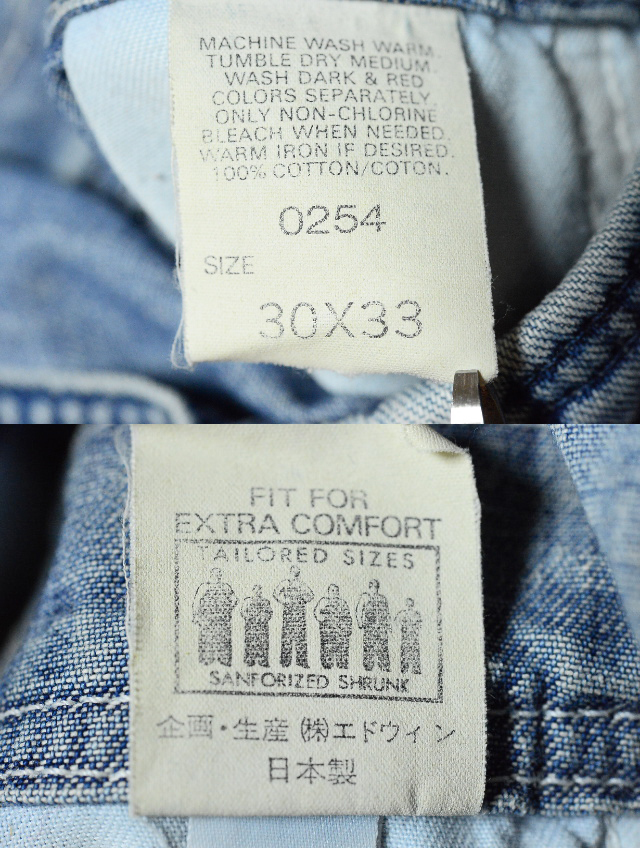 MACHINE WASH WARM.
TUMBLE DRY MEDIUM.
WASH DARK & RED
COLORS SEPARATELY.
ONLY NON-CHLORINE
BLEACH WHEN NEEDED.
WARM IRON IF DESIRED.
100% COTTON/COTON.
0254
SIZE
30X33
FIT FOR
EXTRA COMFORT
TAILORED SIZES
SANFORIZED SHRUNK
企画・生産 ㈱エドウィン
日本製